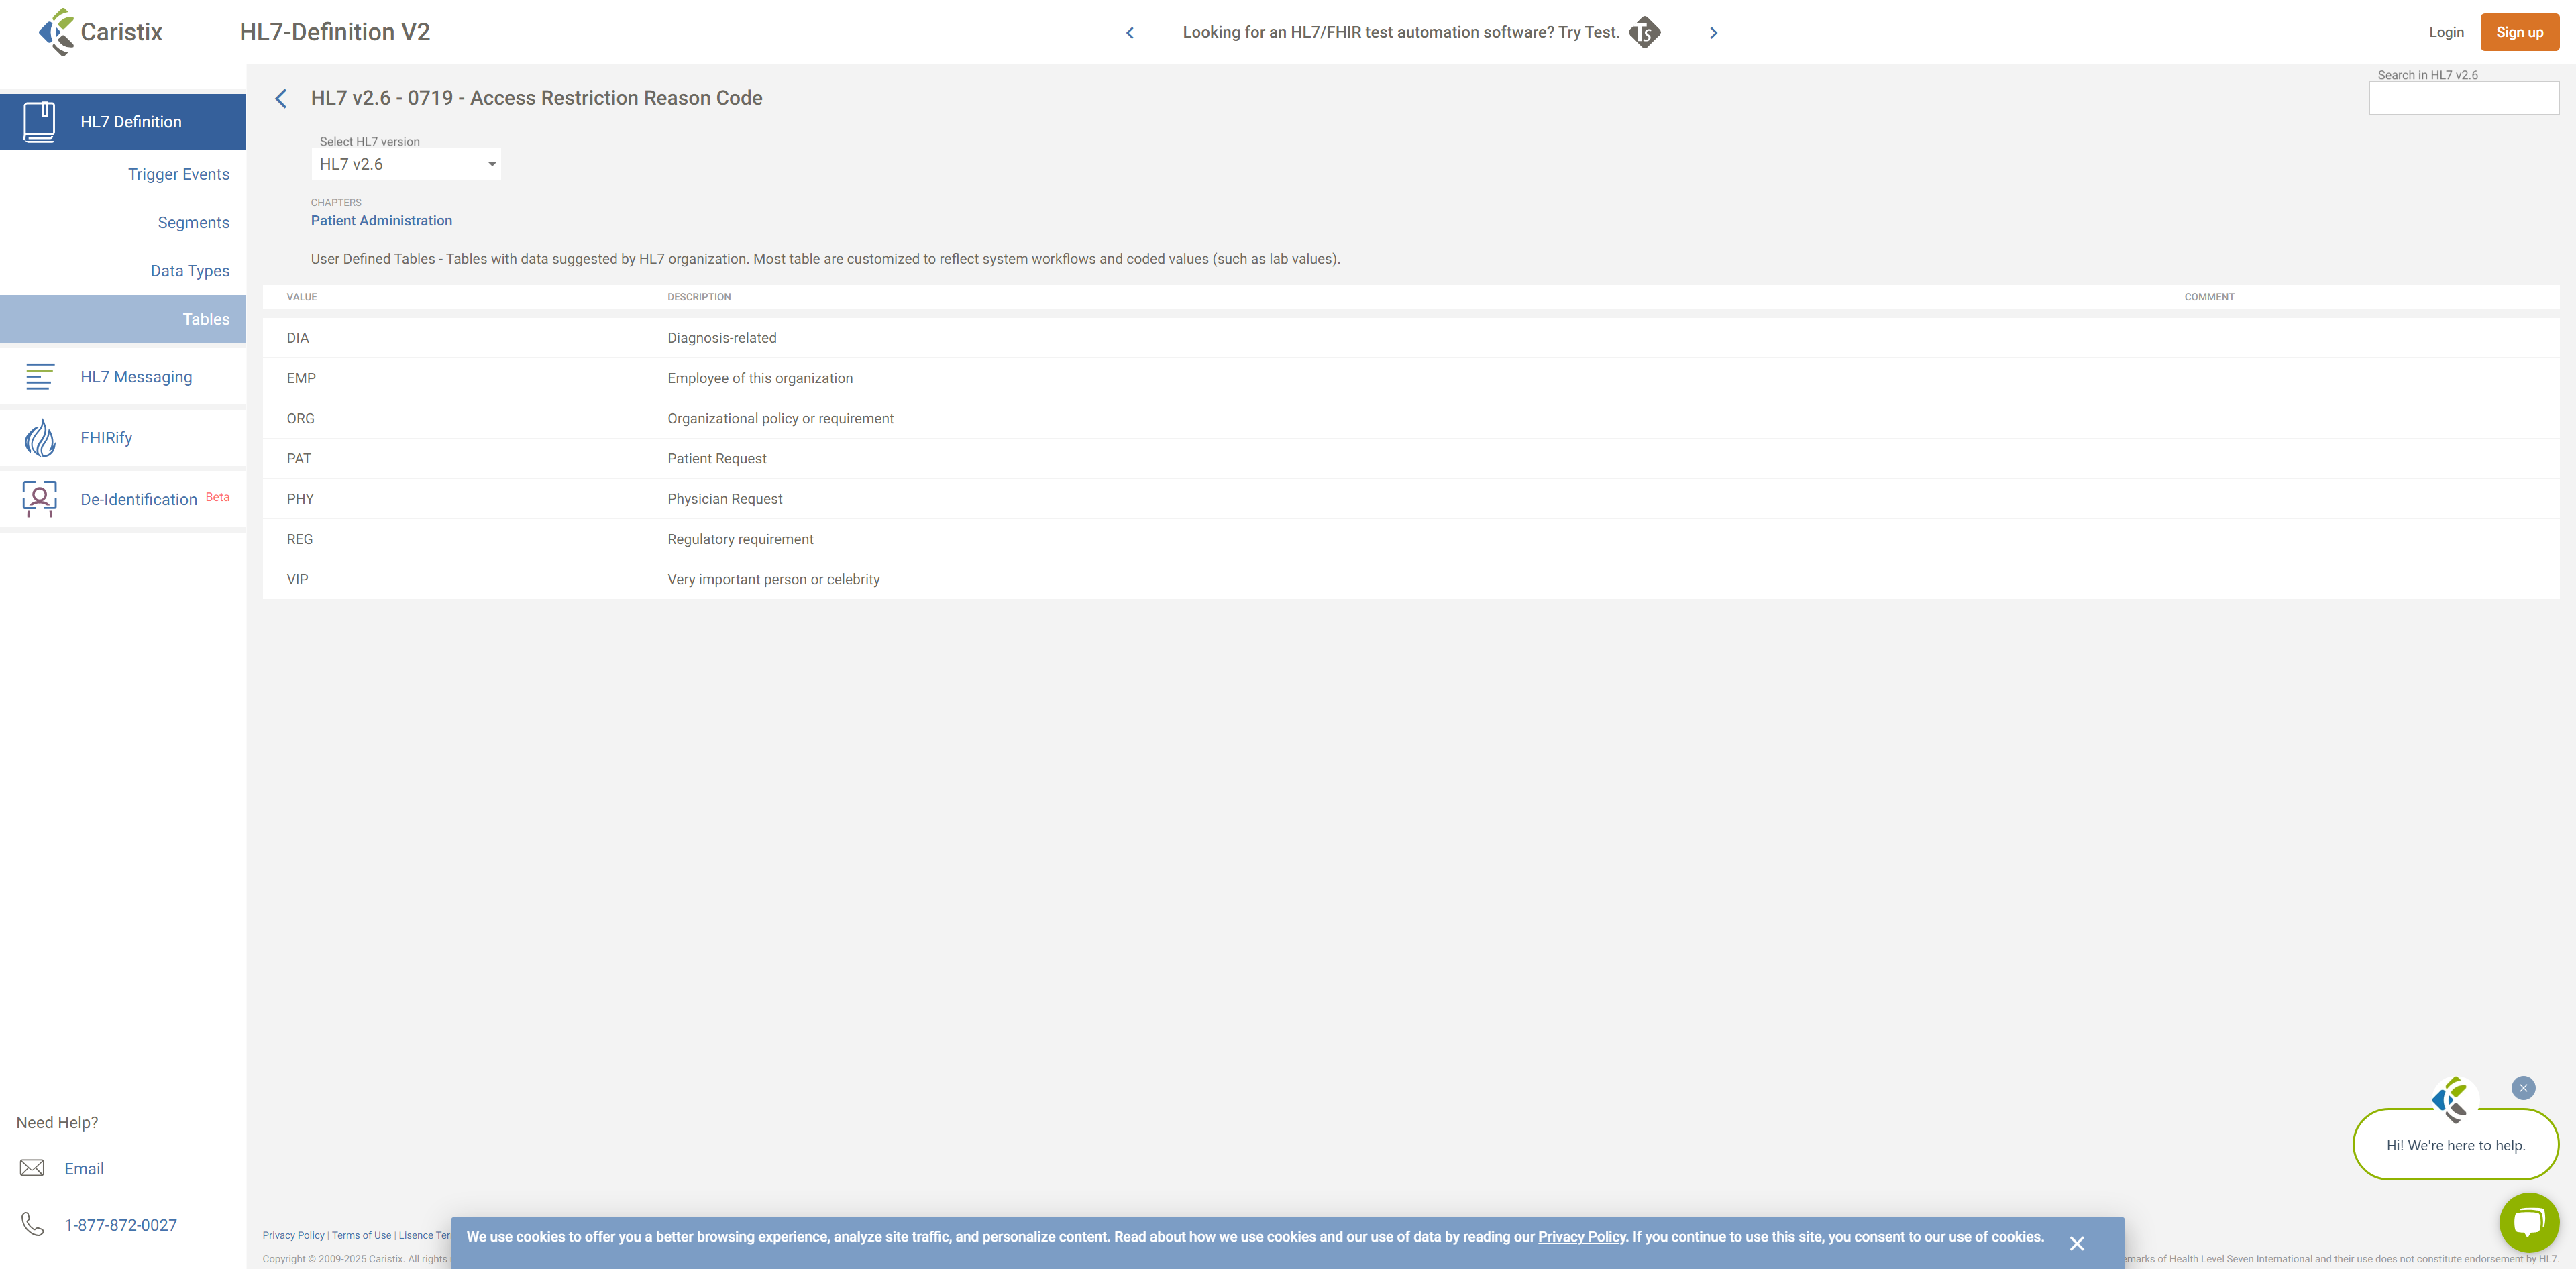 Caristix
HL7-Definition V2
Looking for an HL7/FHIR test automation software? Try Test.
Ts
Login
Sign up
HL7 Definition
Trigger Events
Segments
Data Types
Tables
HL7 Messaging
FHIRify
De-Identification Beta
HL7 v2.6 - 0719 - Access Restriction Reason Code
Search in HL7 v2.6
Select HL7 version
HL7 v2.6
CHAPTERS
Patient Administration
User Defined Tables - Tables with data suggested by HL7 organization. Most table are customized to reflect system workflows and coded values (such as lab values).
VALUE DESCRIPTION COMMENT
DIA Diagnosis-related
EMP Employee of this organization
ORG Organizational policy or requirement
PAT Patient Request
PHY Physician Request
REG Regulatory requirement
VIP Very important person or celebrity
Need Help?
Email
1-877-872-0027
Hi! We're here to help.
Privacy Policy | Terms of Use | Lisence Ter
We use cookies to offer you a better browsing experience, analyze site traffic, and personalize content. Read about how we use cookies and our use of data by reading our Privacy Policy. If you continue to use this site, you consent to our use of cookies.
Copyright © 2009-2025 Caristix. All rights
emarks of Health Level Seven International and their use does not constitute endorsement by HL7.